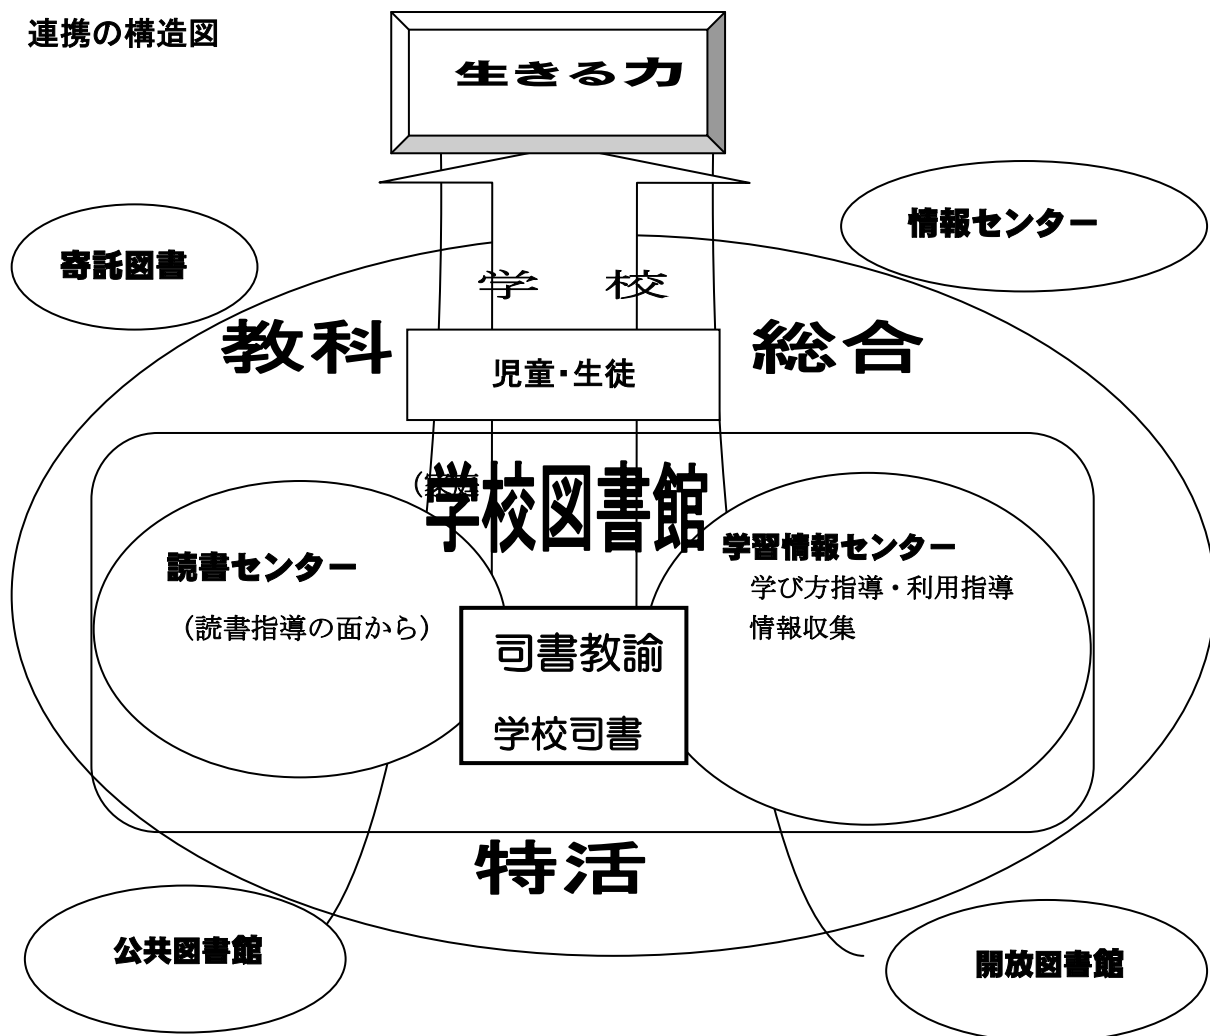 連携の構造図
生きる力
情報センター
寄託図書
学　校
教科
総合
児童・生徒
学校図書館
学習情報センター
読書センター
学び方指導・利用指導
（読書指導の面から）
情報収集
司書教諭
学校司書
特活
公共図書館
開放図書館